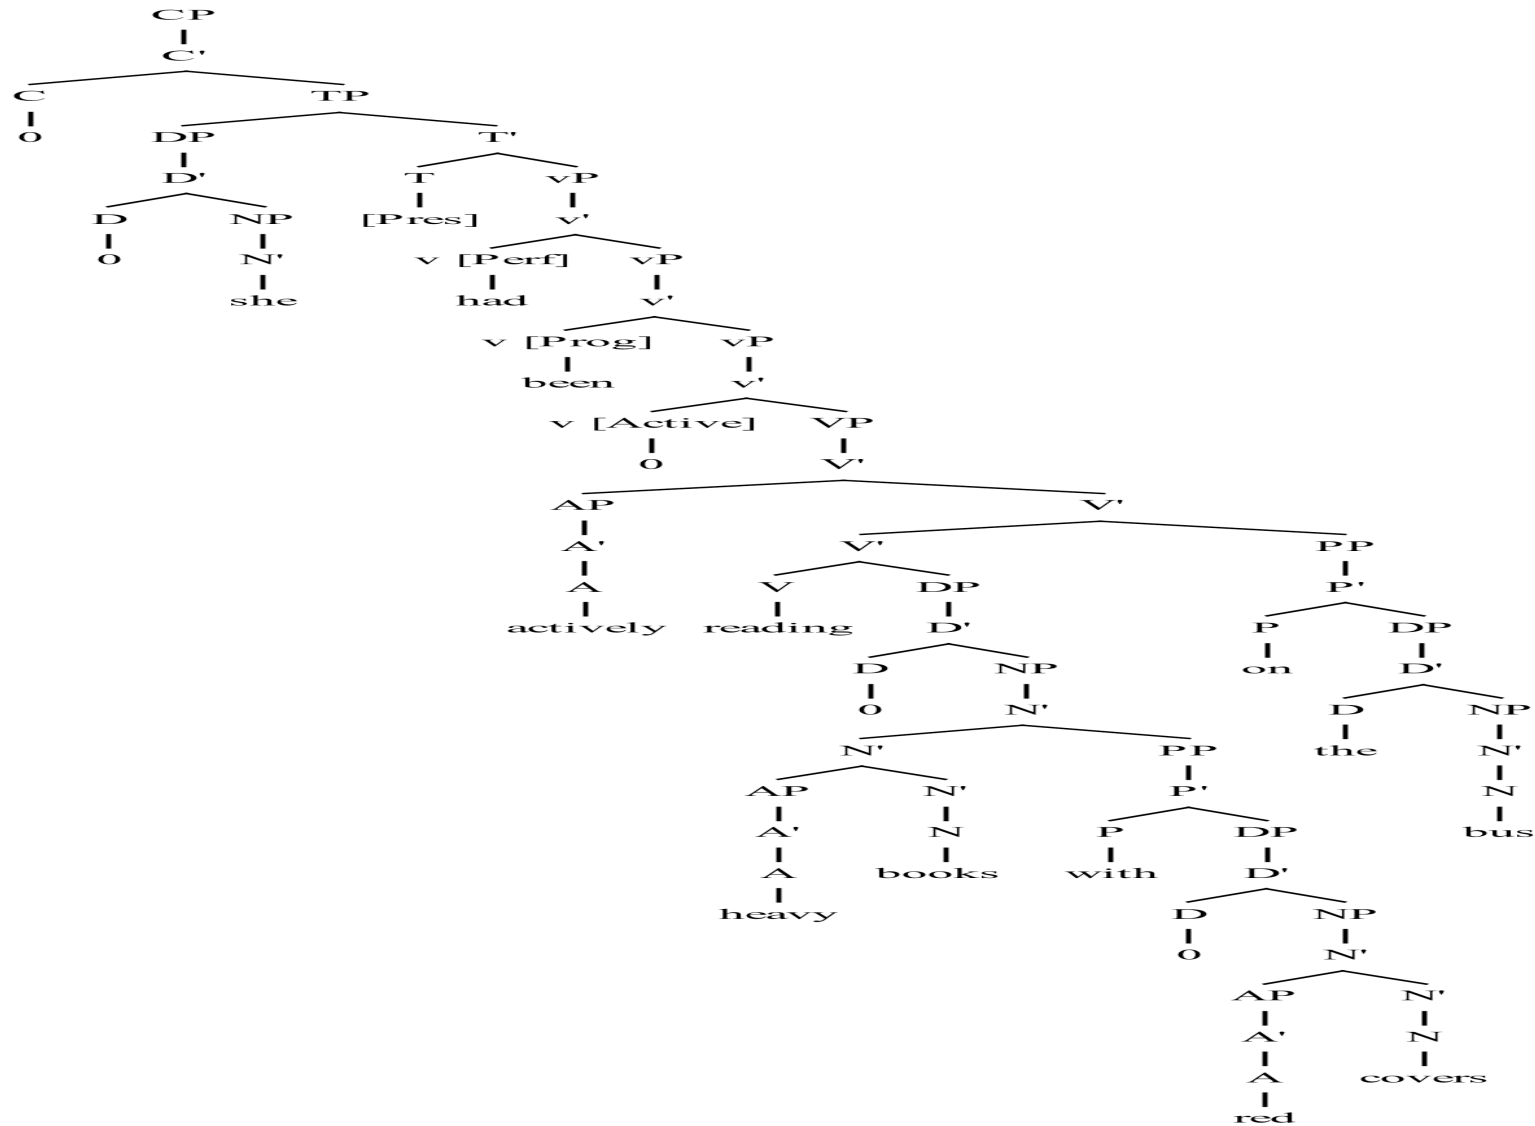 CP
C'
C TP
0 DP T'
D' T vP
D NP [Pres] v'
0 N' v [Perf] vP
she had v'
v [Prog] vP
been v'
v [Active] VP
0 V'
AP V'
A' V' PP
A V DP P'
actively reading D' P DP
D NP on D'
0 N' D NP
N' PP the N'
AP N' P' N
A' N P DP bus
A books with D'
heavy D NP
0 N'
AP N'
A' N
A covers
red